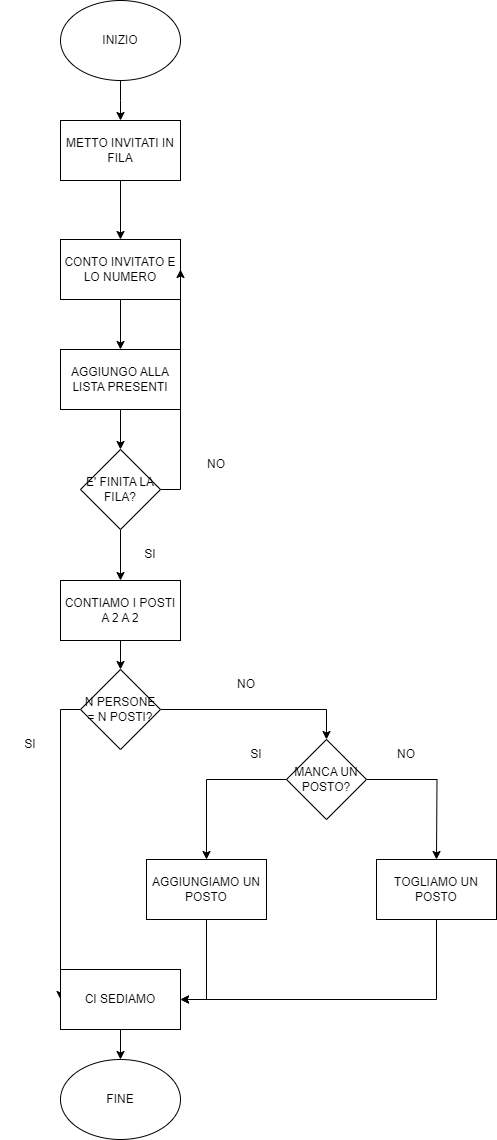 INIZIO
METTO INVITATI IN
FILA
CONTO INVITATO E
LO NUMERO
AGGIUNGO ALLA
LISTA PRESENTI
E' FINITA LA
FILA?
NO
SI
CONTIAMO I POSTI
A 2 A 2
N PERSONE
= N POSTI?
NO
SI
MANCA UN
POSTO?
SI
NO
AGGIUNGIAMO UN
POSTO
TOGLIAMO UN
POSTO
CI SEDIAMO
FINE